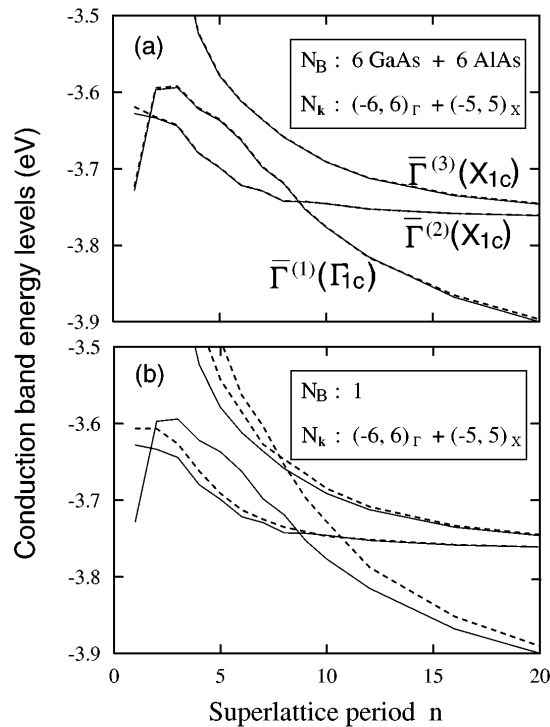 Conduction band energy levels (eV)
(a)
N_B : 6 GaAs + 6 AlAs
N_k : (-6, 6)_Γ + (-5, 5)_X
Γ̅^(3)(X_1c)
Γ̅^(2)(X_1c)
Γ̅^(1)(Γ_1c)
-3.5
-3.6
-3.7
-3.8
-3.9
(b)
N_B : 1
N_k : (-6, 6)_Γ + (-5, 5)_X
-3.5
-3.6
-3.7
-3.8
-3.9
0 5 10 15 20
Superlattice period n